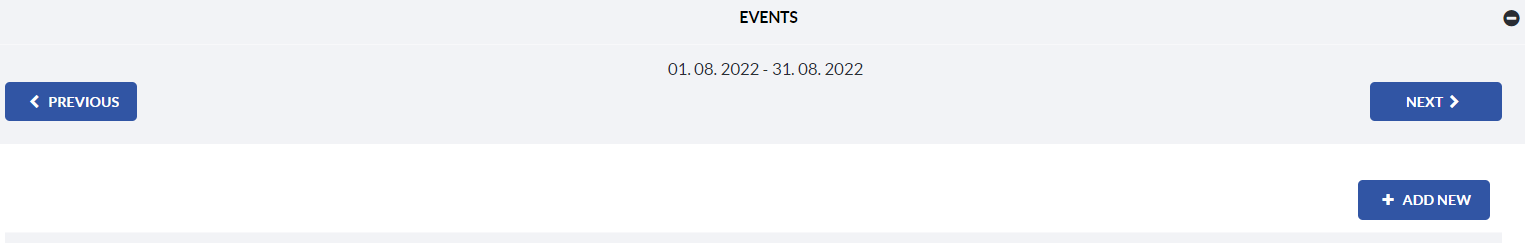 EVENTS
01. 08. 2022 - 31. 08. 2022
PREVIOUS
NEXT
ADD NEW